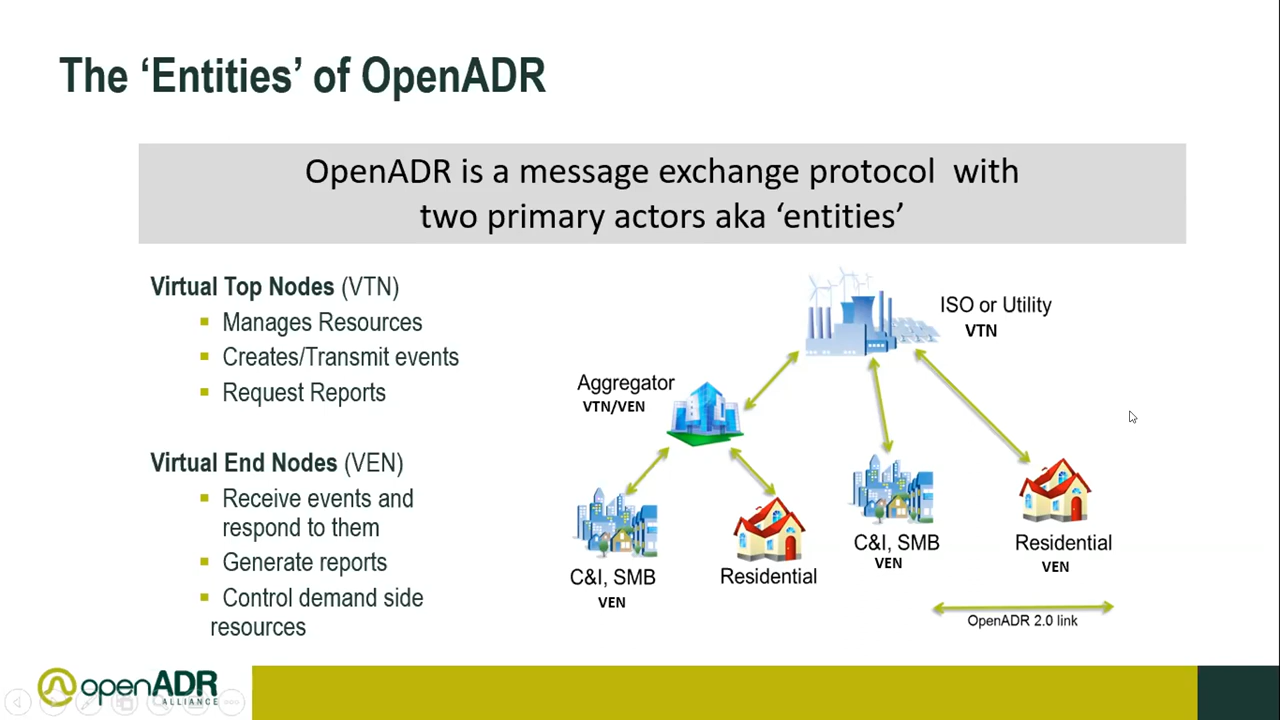 The ‘Entities’ of OpenADR
OpenADR is a message exchange protocol with
two primary actors aka ‘entities’
Virtual Top Nodes (VTN)
Manages Resources
Creates/Transmit events
Request Reports
Virtual End Nodes (VEN)
Receive events and
respond to them
Generate reports
Control demand side
resources
ISO or Utility
VTN
Aggregator
VTN/VEN
C&I, SMB
VEN
Residential
C&I, SMB
VEN
Residential
VEN
OpenADR 2.0 link
openADR
ALLIANCE